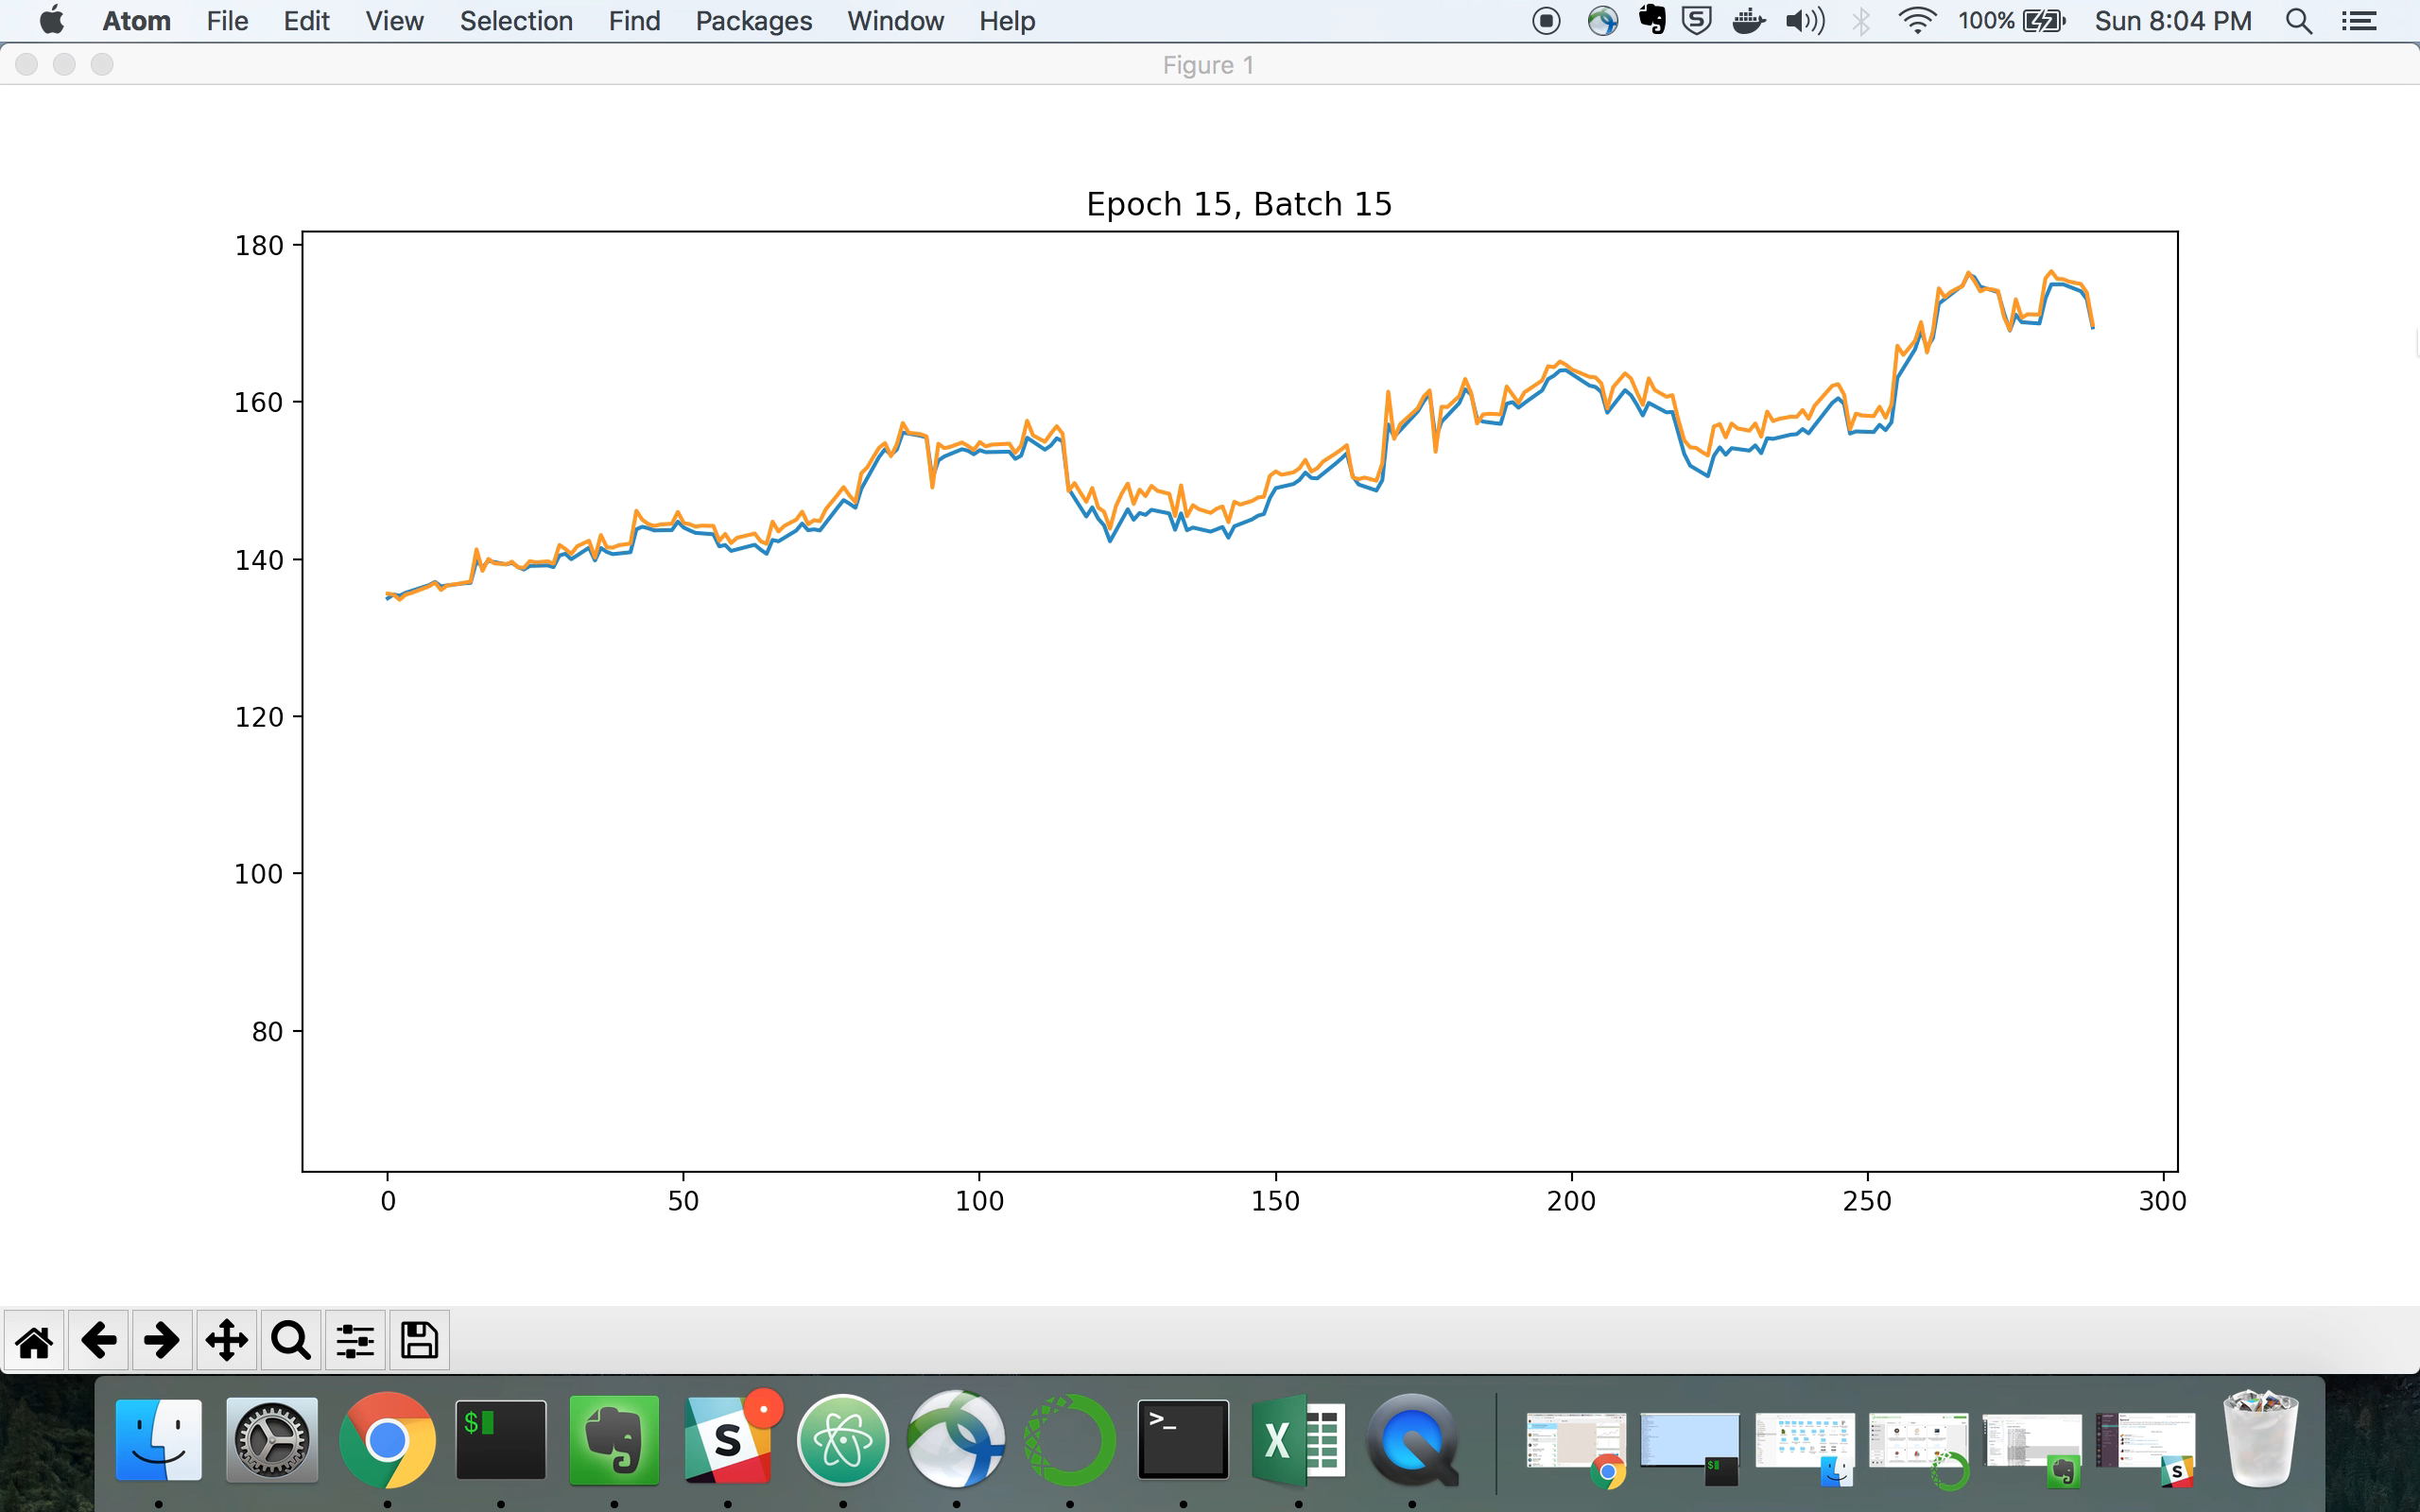 Atom File Edit View Selection Find Packages Window Help 100% Sun 8:04 PM
Figure 1
Epoch 15, Batch 15
180
160
140
120
100
80
0 50 100 150 200 250 300
$
S
>_
X